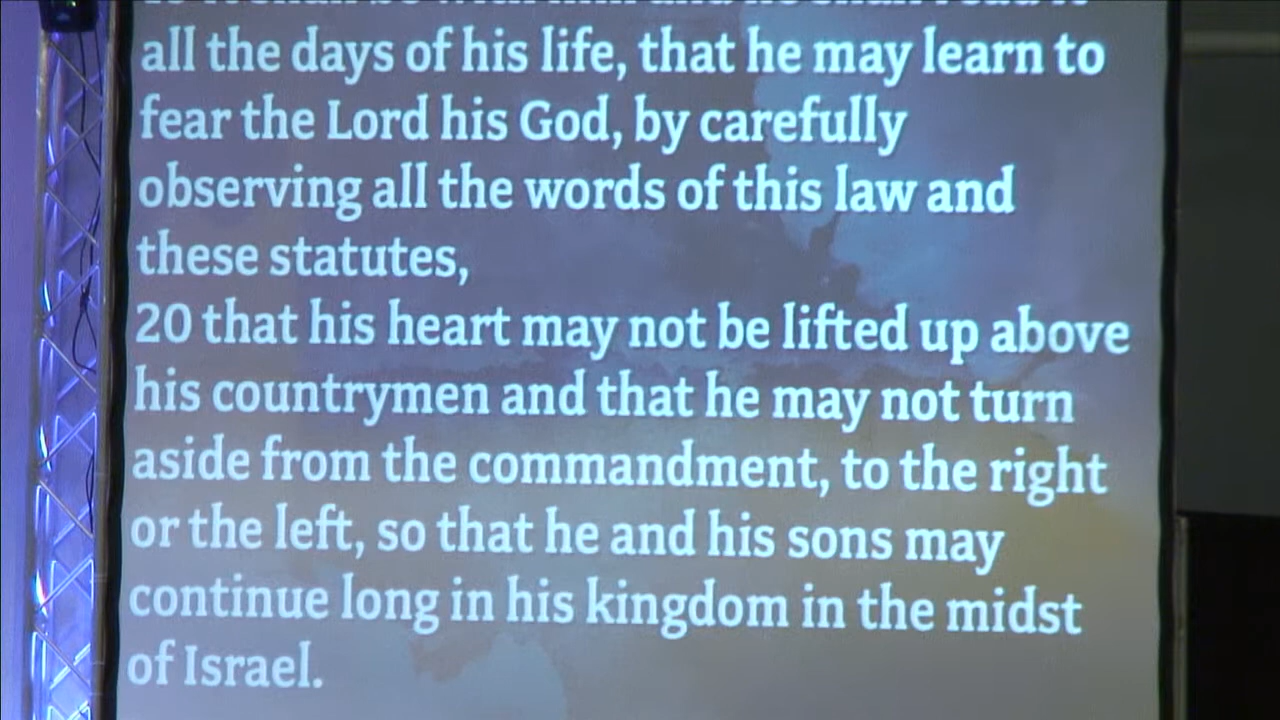 all the days of his life, that he may learn to
fear the Lord his God, by carefully
observing all the words of this law and
these statutes,
20 that his heart may not be lifted up above
his countrymen and that he may not turn
aside from the commandment, to the right
or the left, so that he and his sons may
continue long in his kingdom in the midst
of Israel.